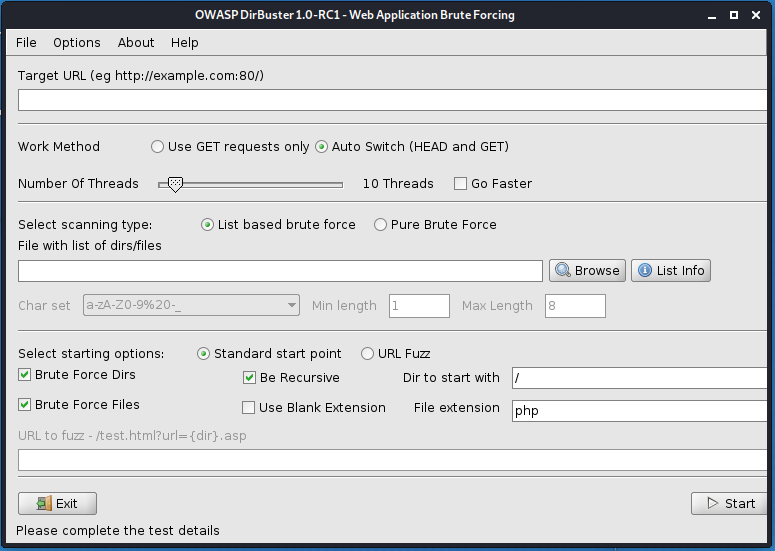 OWASP DirBuster 1.0-RC1 - Web Application Brute Forcing
File Options About Help
Target URL (eg http://example.com:80/)
Work Method Use GET requests only Auto Switch (HEAD and GET)
Number Of Threads 10 Threads Go Faster
Select scanning type: List based brute force Pure Brute Force
File with list of dirs/files
Browse List Info
Char set a-zA-Z0-9%20-_ Min length 1 Max Length 8
Select starting options: Standard start point URL Fuzz
Brute Force Dirs Be Recursive Dir to start with /
Brute Force Files Use Blank Extension File extension php
URL to fuzz - /test.html?url={dir}.asp
Exit Start
Please complete the test details